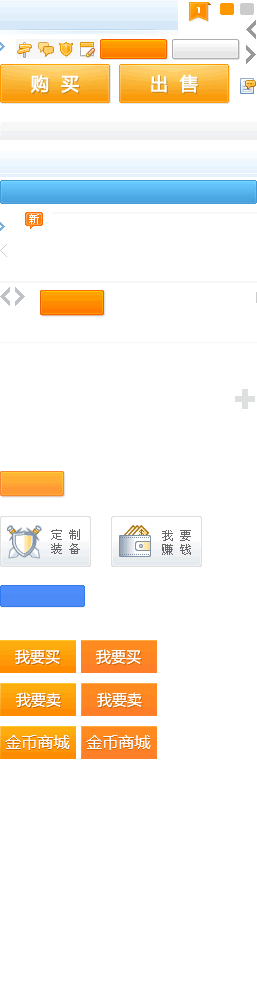 1
购 买 出 售
新
定 制 我 要
装 备 赚 钱
我要买 我要买
我要卖 我要卖
金币商城 金币商城